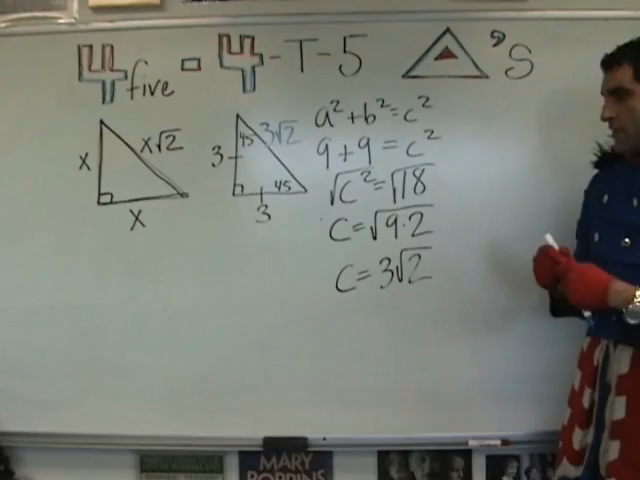 4five - 4-T-5 Δ'S
x x√2
x
3 45 3√2
45
3
a²+b²=c²
9+9=c²
√c²=√18
c=√9·2
c=3√2
MARY
POPPINS